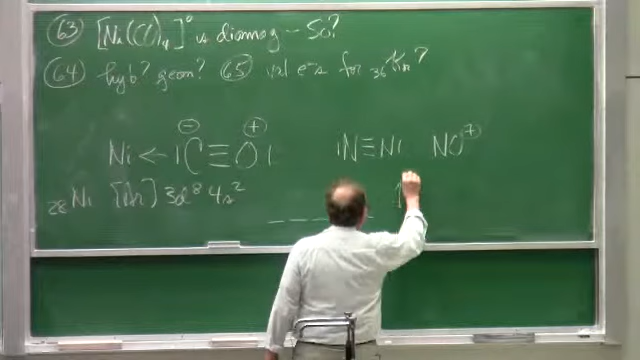 63 [Ni(CO)4]⁰ is diamag – So?
64 hyb? geom? 65 val e-s for 36Kr?
⊖ ⊕
Ni ← |C ≡ O| |N ≡ N| NO⊕
28Ni [Ar] 3d⁸ 4s²